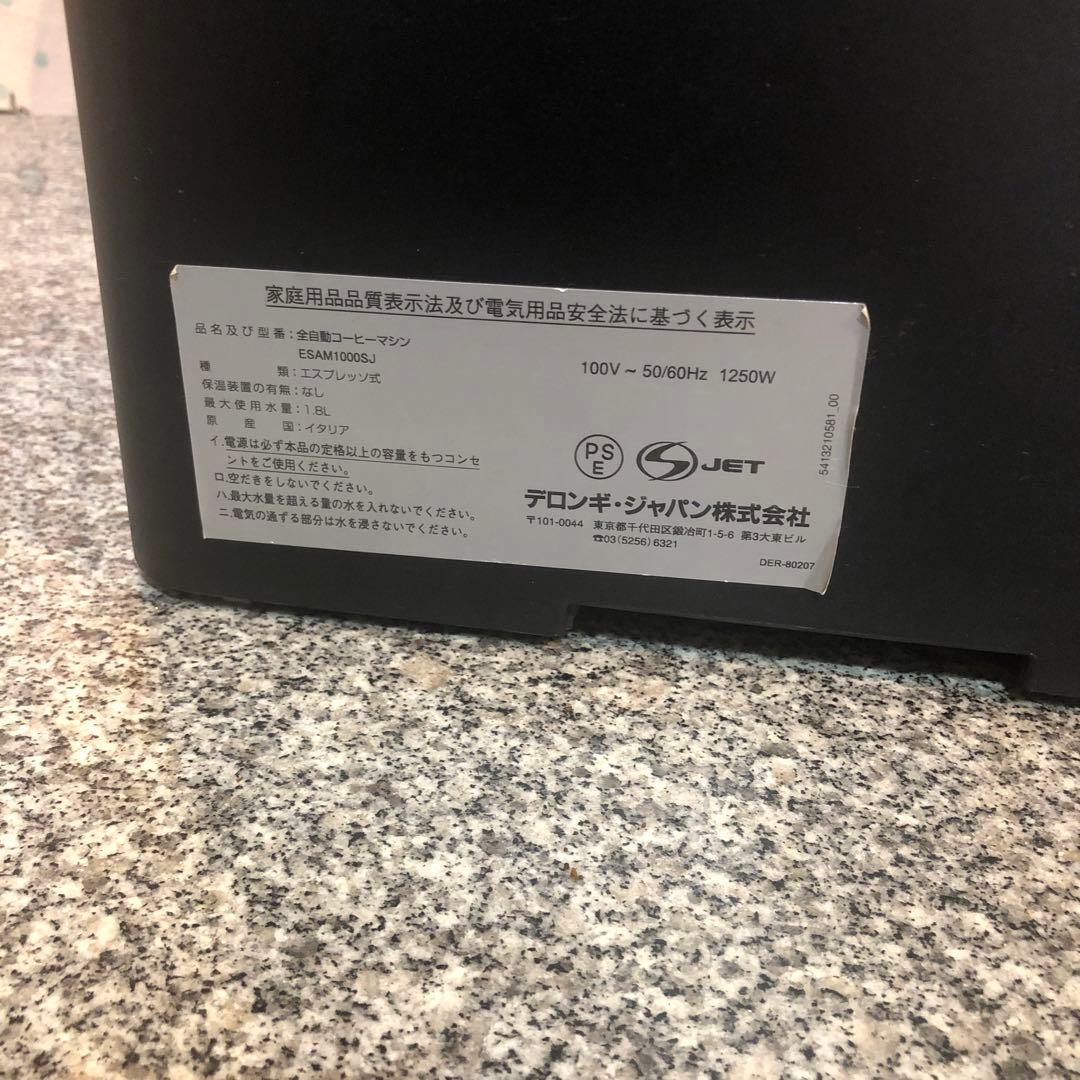 家庭用品品質表示法及び電気用品安全法に基づく表示
品名及び型番：全自動コーヒーマシン
ESAM1000SJ
種類：エスプレッソ式
保温装置の有無：なし
最大使用水量：1.8L
原産国：イタリア
イ.電源は必ず本品の定格以上の容量をもつコンセ
ントをご使用ください。
ロ.空だきをしないでください。
ハ.最大水量を超える量の水を入れないでください。
ニ.電気の通ずる部分は水を浸さないでください。
100V ~ 50/60Hz 1250W
PS
E
JET
デロンギ・ジャパン株式会社
〒101-0044 東京都千代田区鍛冶町1-5-6 第3大東ビル
☎03(5256)6321
DER-80207
5413210581_00